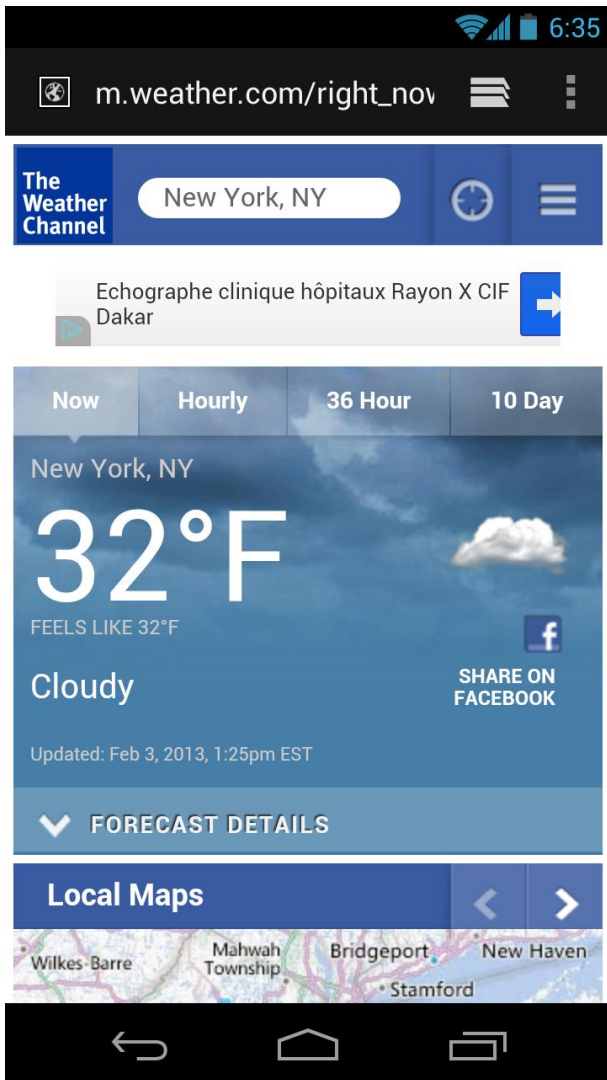 6:35
m.weather.com/right_nov
The
Weather
Channel
New York, NY
Echographe clinique hôpitaux Rayon X CIF
Dakar
Now Hourly 36 Hour 10 Day
New York, NY
32°F
FEELS LIKE 32°F
f
Cloudy
SHARE ON
FACEBOOK
Updated: Feb 3, 2013, 1:25pm EST
FORECAST DETAILS
Local Maps
Wilkes-Barre
Mahwah
Township
Bridgeport
New Haven
Stamford